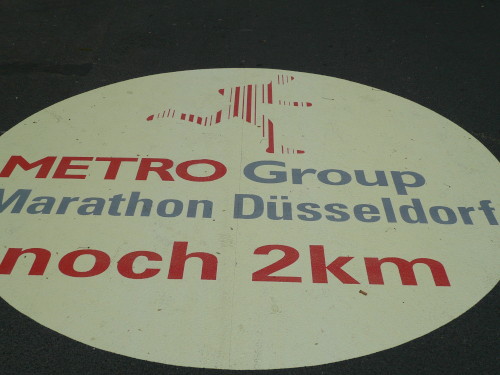 METRO Group
Marathon Düsseldorf
noch 2km